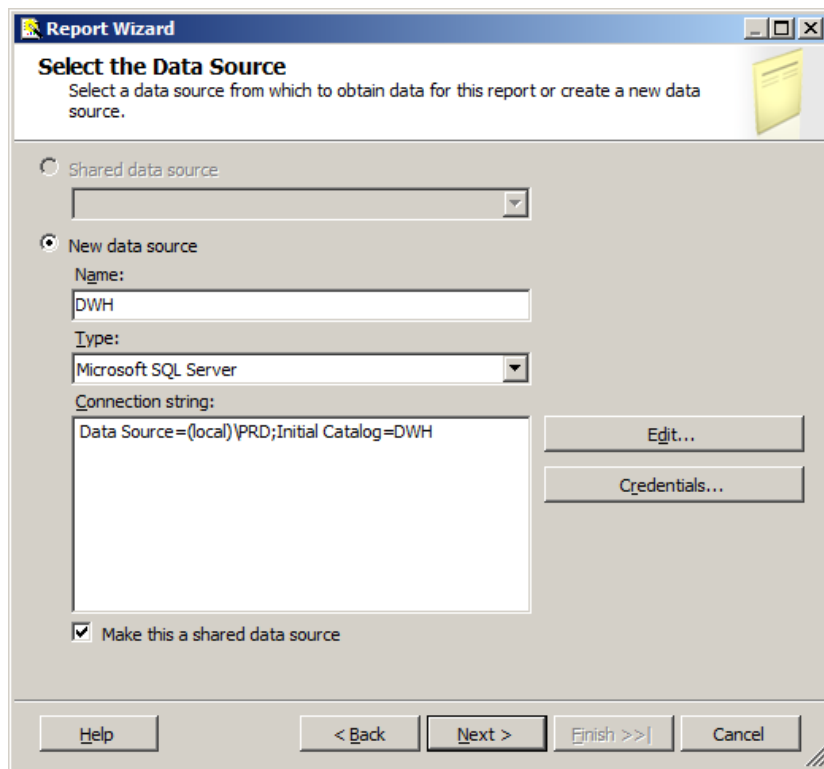 Report Wizard
Select the Data Source
Select a data source from which to obtain data for this report or create a new data
source.
Shared data source
New data source
Name:
DWH
Type:
Microsoft SQL Server
Connection string:
Data Source=(local)\PRD;Initial Catalog=DWH
Edit...
Credentials...
Make this a shared data source
Help
< Back
Next >
Finish >>|
Cancel